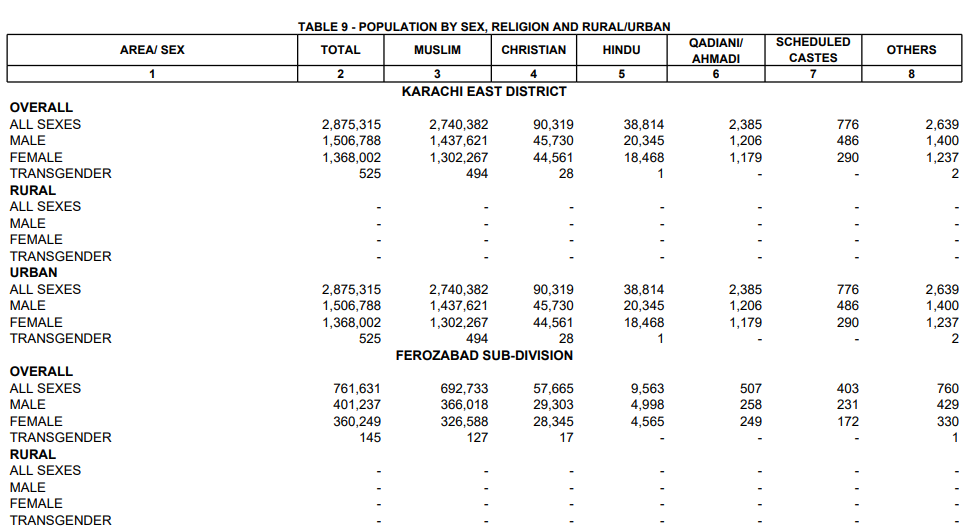 TABLE 9 - POPULATION BY SEX, RELIGION AND RURAL/URBAN
AREA/ SEX TOTAL MUSLIM CHRISTIAN HINDU QADIANI/ AHMADI SCHEDULED CASTES OTHERS
1 2 3 4 5 6 7 8
KARACHI EAST DISTRICT
OVERALL
ALL SEXES 2,875,315 2,740,382 90,319 38,814 2,385 776 2,639
MALE 1,506,788 1,437,621 45,730 20,345 1,206 486 1,400
FEMALE 1,368,002 1,302,267 44,561 18,468 1,179 290 1,237
TRANSGENDER 525 494 28 1 - - 2
RURAL
ALL SEXES - - - - - - -
MALE - - - - - - -
FEMALE - - - - - - -
TRANSGENDER - - - - - - -
URBAN
ALL SEXES 2,875,315 2,740,382 90,319 38,814 2,385 776 2,639
MALE 1,506,788 1,437,621 45,730 20,345 1,206 486 1,400
FEMALE 1,368,002 1,302,267 44,561 18,468 1,179 290 1,237
TRANSGENDER 525 494 28 1 - - 2
FEROZABAD SUB-DIVISION
OVERALL
ALL SEXES 761,631 692,733 57,665 9,563 507 403 760
MALE 401,237 366,018 29,303 4,998 258 231 429
FEMALE 360,249 326,588 28,345 4,565 249 172 330
TRANSGENDER 145 127 17 - - - 1
RURAL
ALL SEXES - - - - - - -
MALE - - - - - - -
FEMALE - - - - - - -
TRANSGENDER - - - - - - -